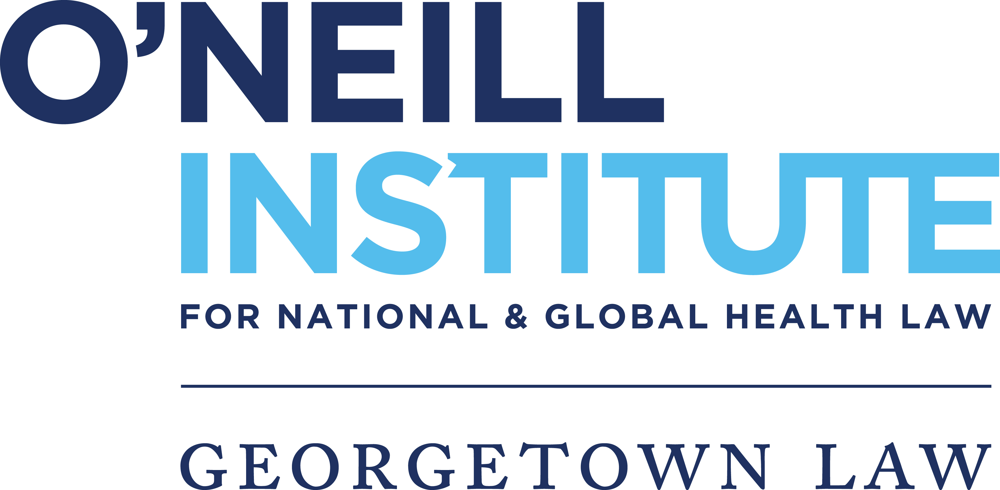 O’NEILL
INSTITUTE
FOR NATIONAL & GLOBAL HEALTH LAW
GEORGETOWN LAW